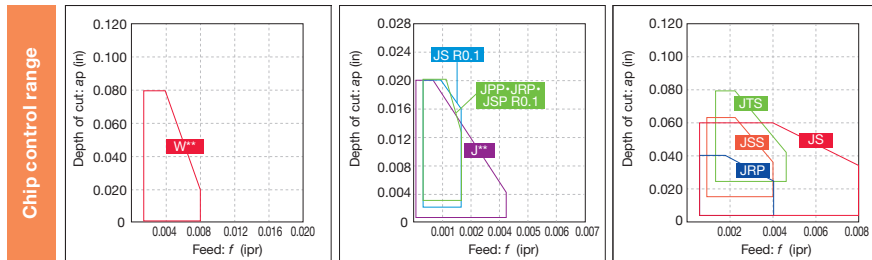 Chip control range
Depth of cut: ap (in)
0.120
0.100
0.080
0.060
0.040
0.020
0
W**
0.004 0.008 0.012 0.016 0.020
Feed: f (ipr)
Depth of cut: ap (in)
0.028
0.024
0.020
0.016
0.012
0.008
0.004
0
JS R0.1
JPP•JRP•
JSP R0.1
J**
0.001 0.002 0.003 0.004 0.005 0.006 0.007
Feed: f (ipr)
Depth of cut: ap (in)
0.120
0.100
0.080
0.060
0.040
0.020
0
JTS
JSS
JS
JRP
0.002 0.004 0.006 0.008
Feed: f (ipr)